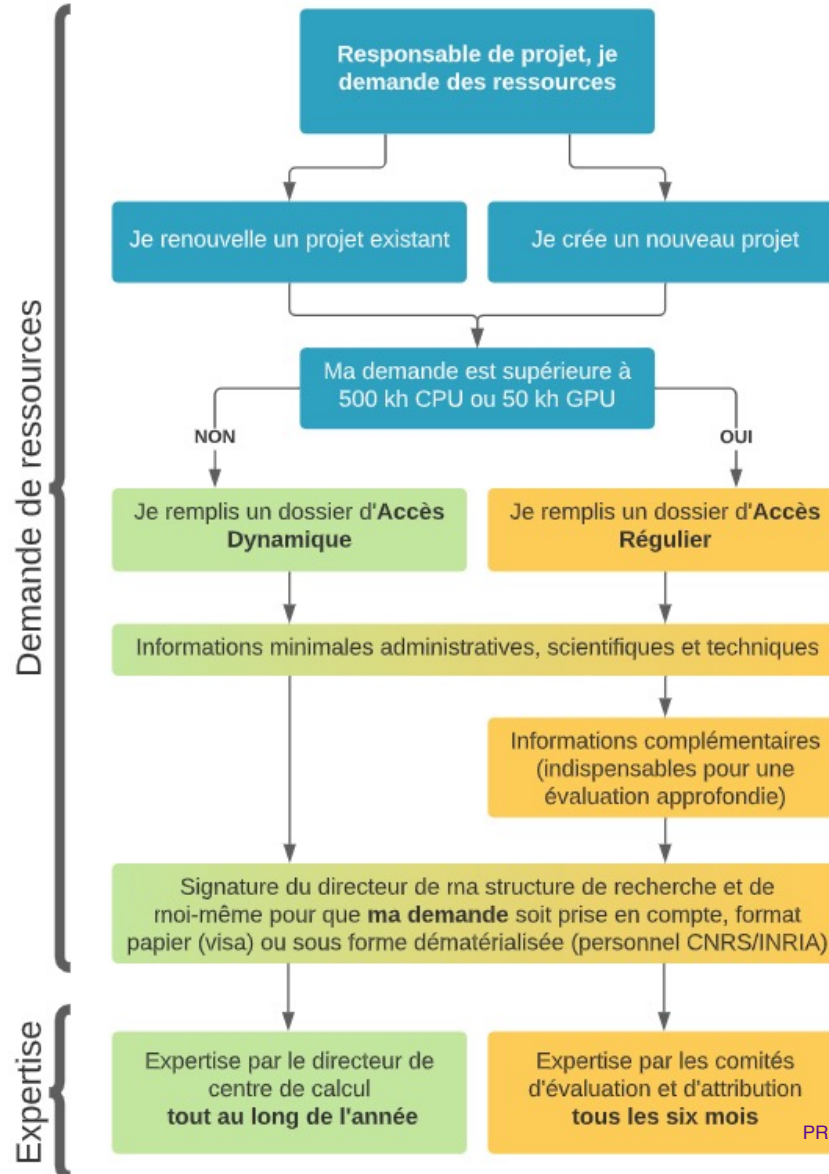 Responsable de projet, je
demande des ressources
Je renouvelle un projet existant
Je crée un nouveau projet
Ma demande est supérieure à
500 kh CPU ou 50 kh GPU
NON
OUI
Demande de ressources
Je remplis un dossier d'Accès
Dynamique
Je remplis un dossier d'Accès
Régulier
Informations minimales administratives, scientifiques et techniques
Informations complémentaires
(indispensables pour une
évaluation approfondie)
Signature du directeur de ma structure de recherche et de
moi-même pour que ma demande soit prise en compte, format
papier (visa) ou sous forme dématérialisée (personnel CNRS/INRIA)
Expertise
Expertise par le directeur de
centre de calcul
tout au long de l'année
Expertise par les comités
d'évaluation et d'attribution
tous les six mois
PR